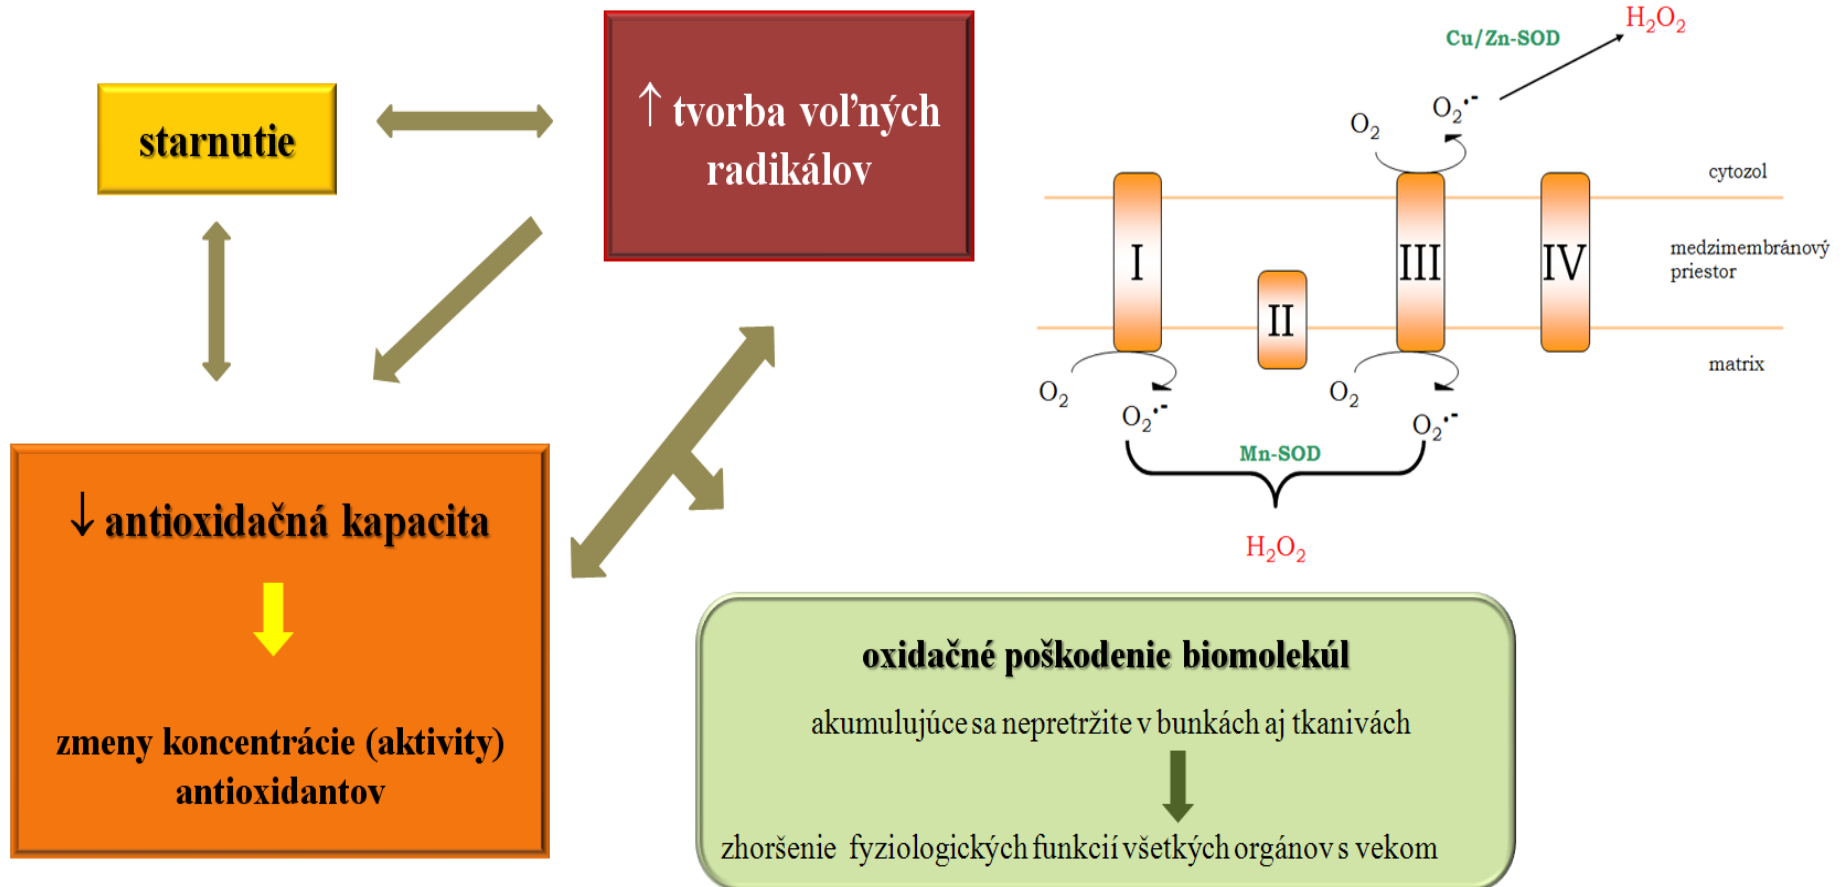 starnutie
↑ tvorba voľných
radikálov
↓ antioxidačná kapacita
zmeny koncentrácie (aktivity)
antioxidantov
H₂O₂
Cu/Zn-SOD
O₂
O₂•-
cytozol
I
II
III
IV
medzimembránový
priestor
matrix
O₂
O₂•-
O₂
O₂•-
Mn-SOD
H₂O₂
oxidačné poškodenie biomolekúl
akumulujúce sa nepretržite v bunkách aj tkanivách
zhoršenie fyziologických funkcií všetkých orgánov s vekom